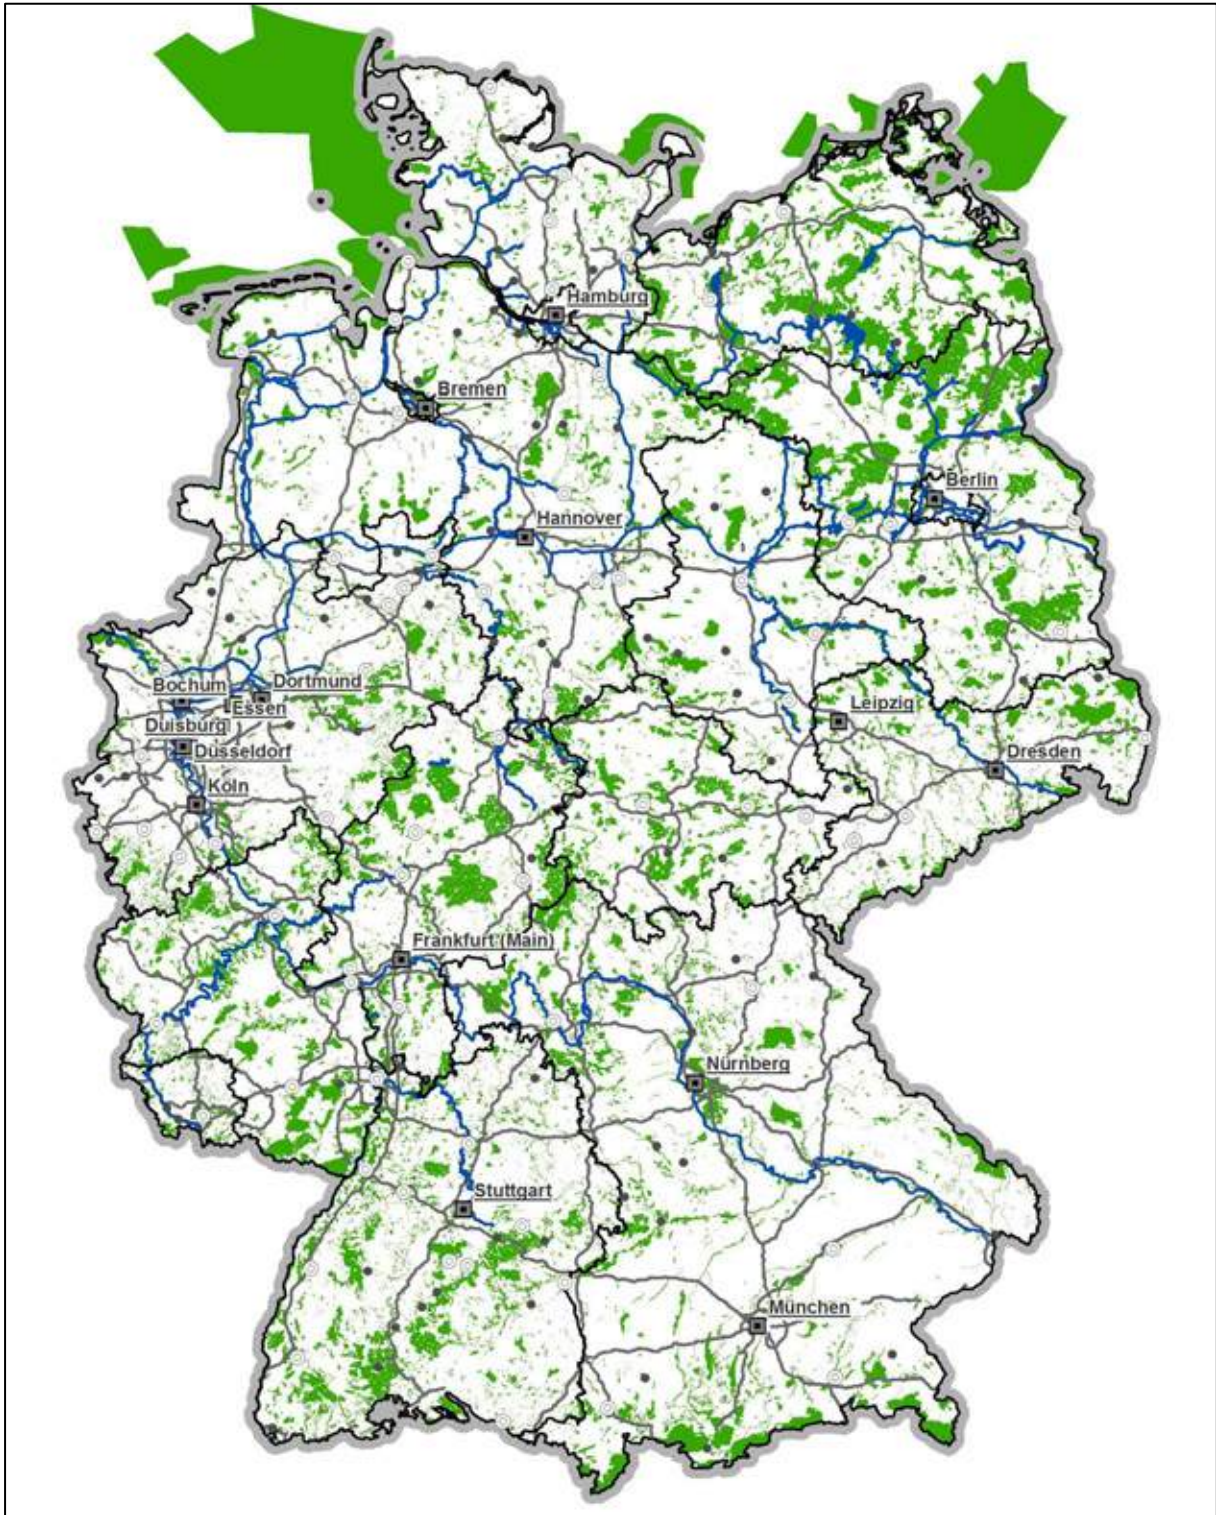 Hamburg
Bremen
Berlin
Hannover
Bochum
Dortmund
Essen
Duisburg
Düsseldorf
Leipzig
Dresden
Köln
Frankfurt (Main)
Nürnberg
Stuttgart
München